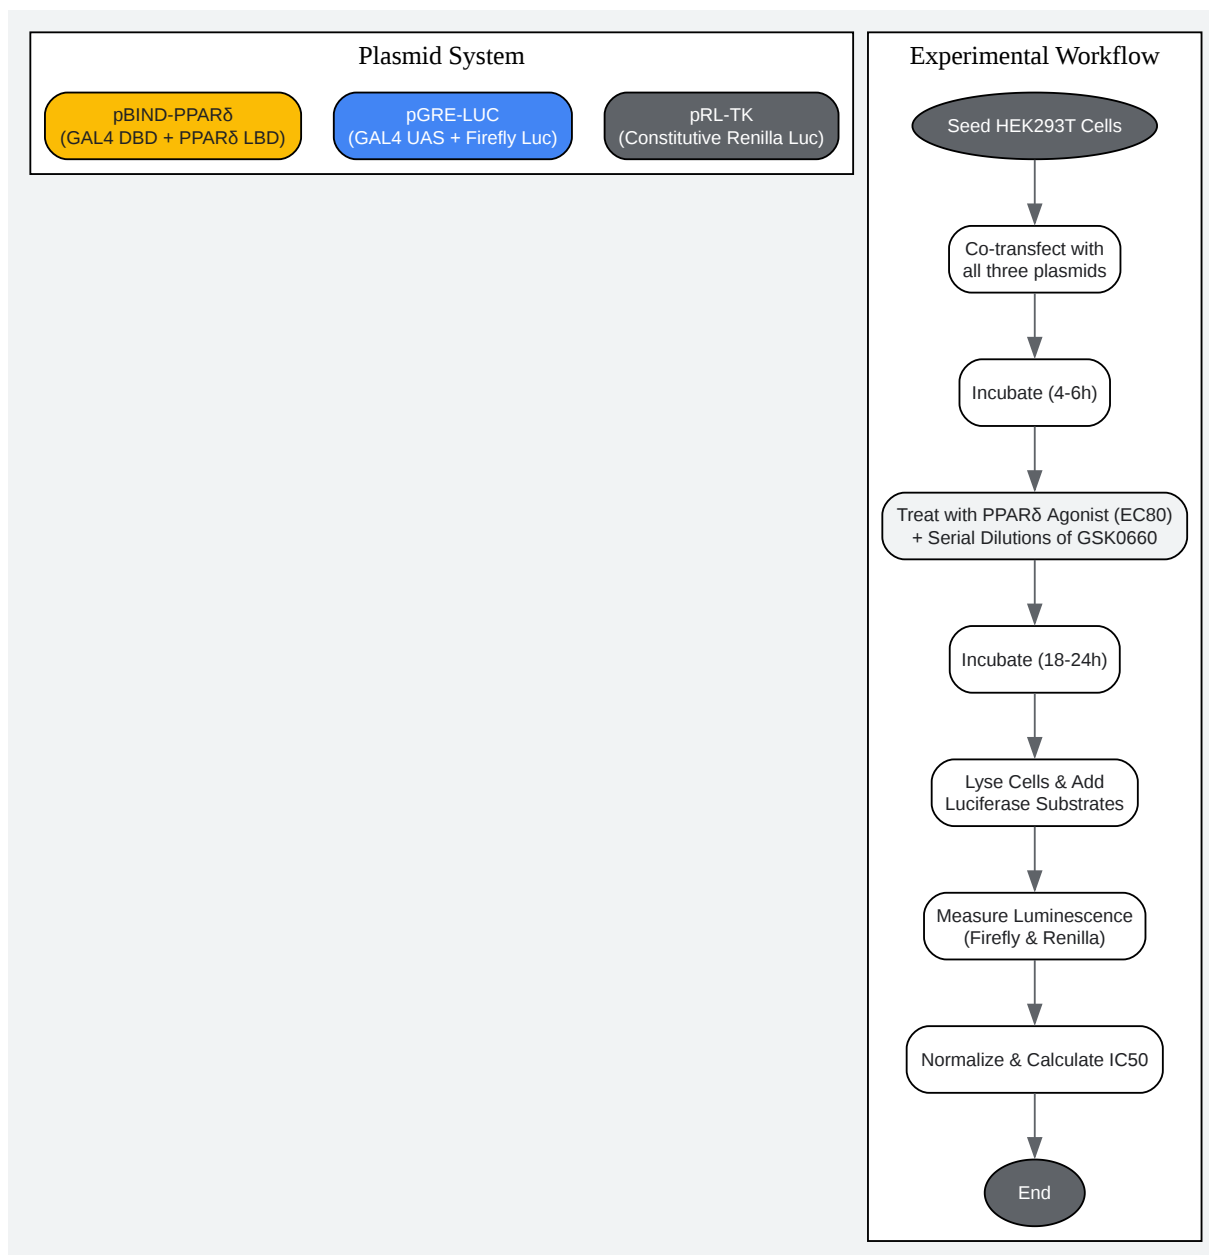 Plasmid System
pBIND-PPARδ
(GAL4 DBD + PPARδ LBD)
pGRE-LUC
(GAL4 UAS + Firefly Luc)
pRL-TK
(Constitutive Renilla Luc)
Experimental Workflow
Seed HEK293T Cells
Co-transfect with
all three plasmids
Incubate (4-6h)
Treat with PPARδ Agonist (EC80)
+ Serial Dilutions of GSK0660
Incubate (18-24h)
Lyse Cells & Add
Luciferase Substrates
Measure Luminescence
(Firefly & Renilla)
Normalize & Calculate IC50
End